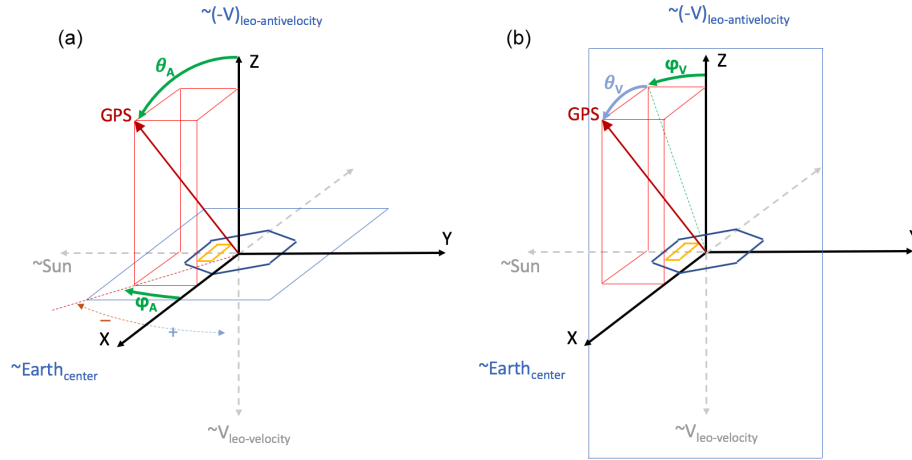 ~(-V)leo-antivelocity
(a)
Z
θA
GPS
Y
~Sun
φA
−
+
X
~Earthcenter
~Vleo-velocity
~(-V)leo-antivelocity
(b)
Z
φV
θV
GPS
Y
~Sun
X
~Earthcenter
~Vleo-velocity